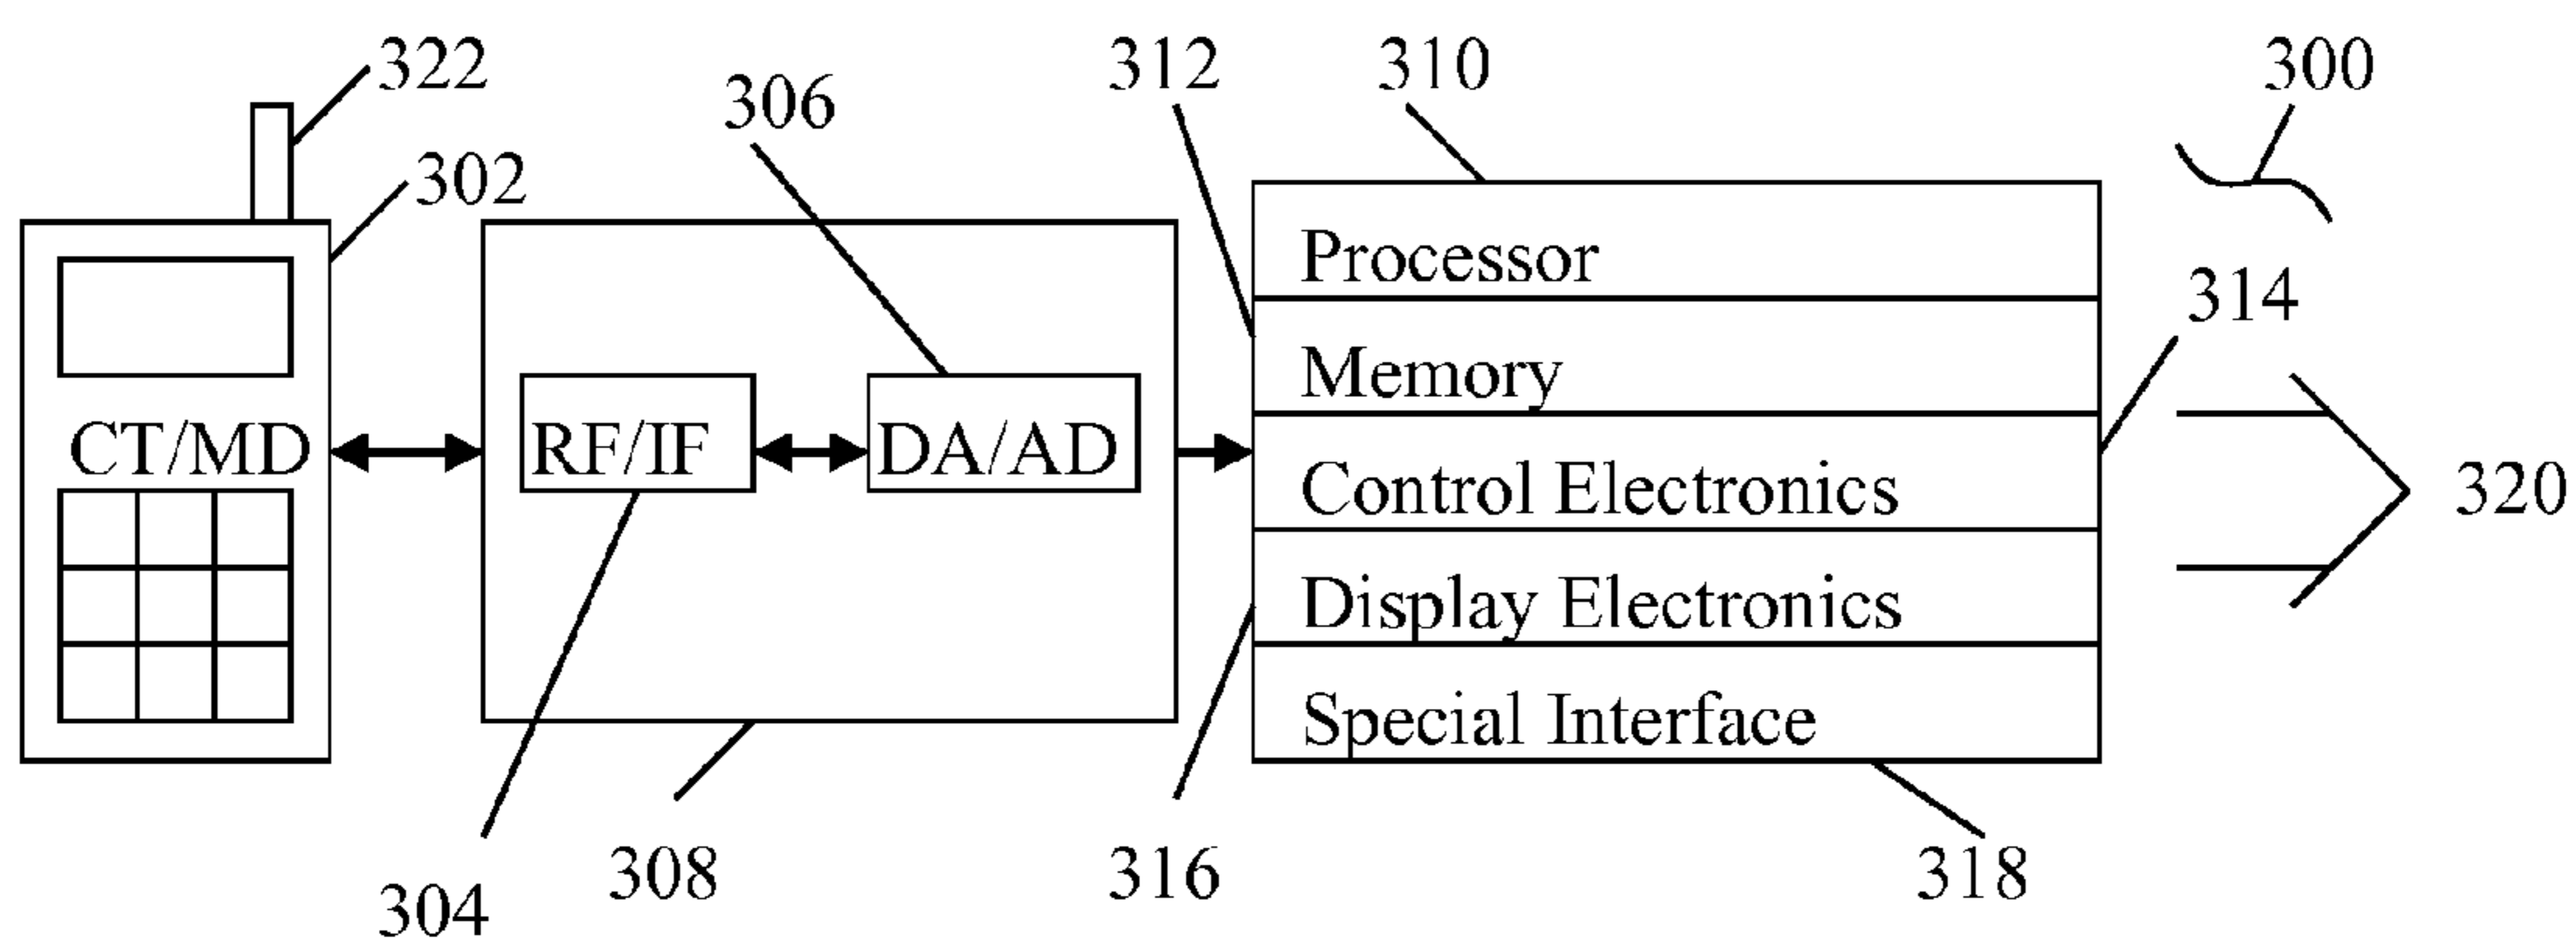 322
306
312
310
300
302
Processor
314
Memory
CT/MD
RF/IF
DA/AD
Control Electronics
320
Display Electronics
Special Interface
304
308
316
318